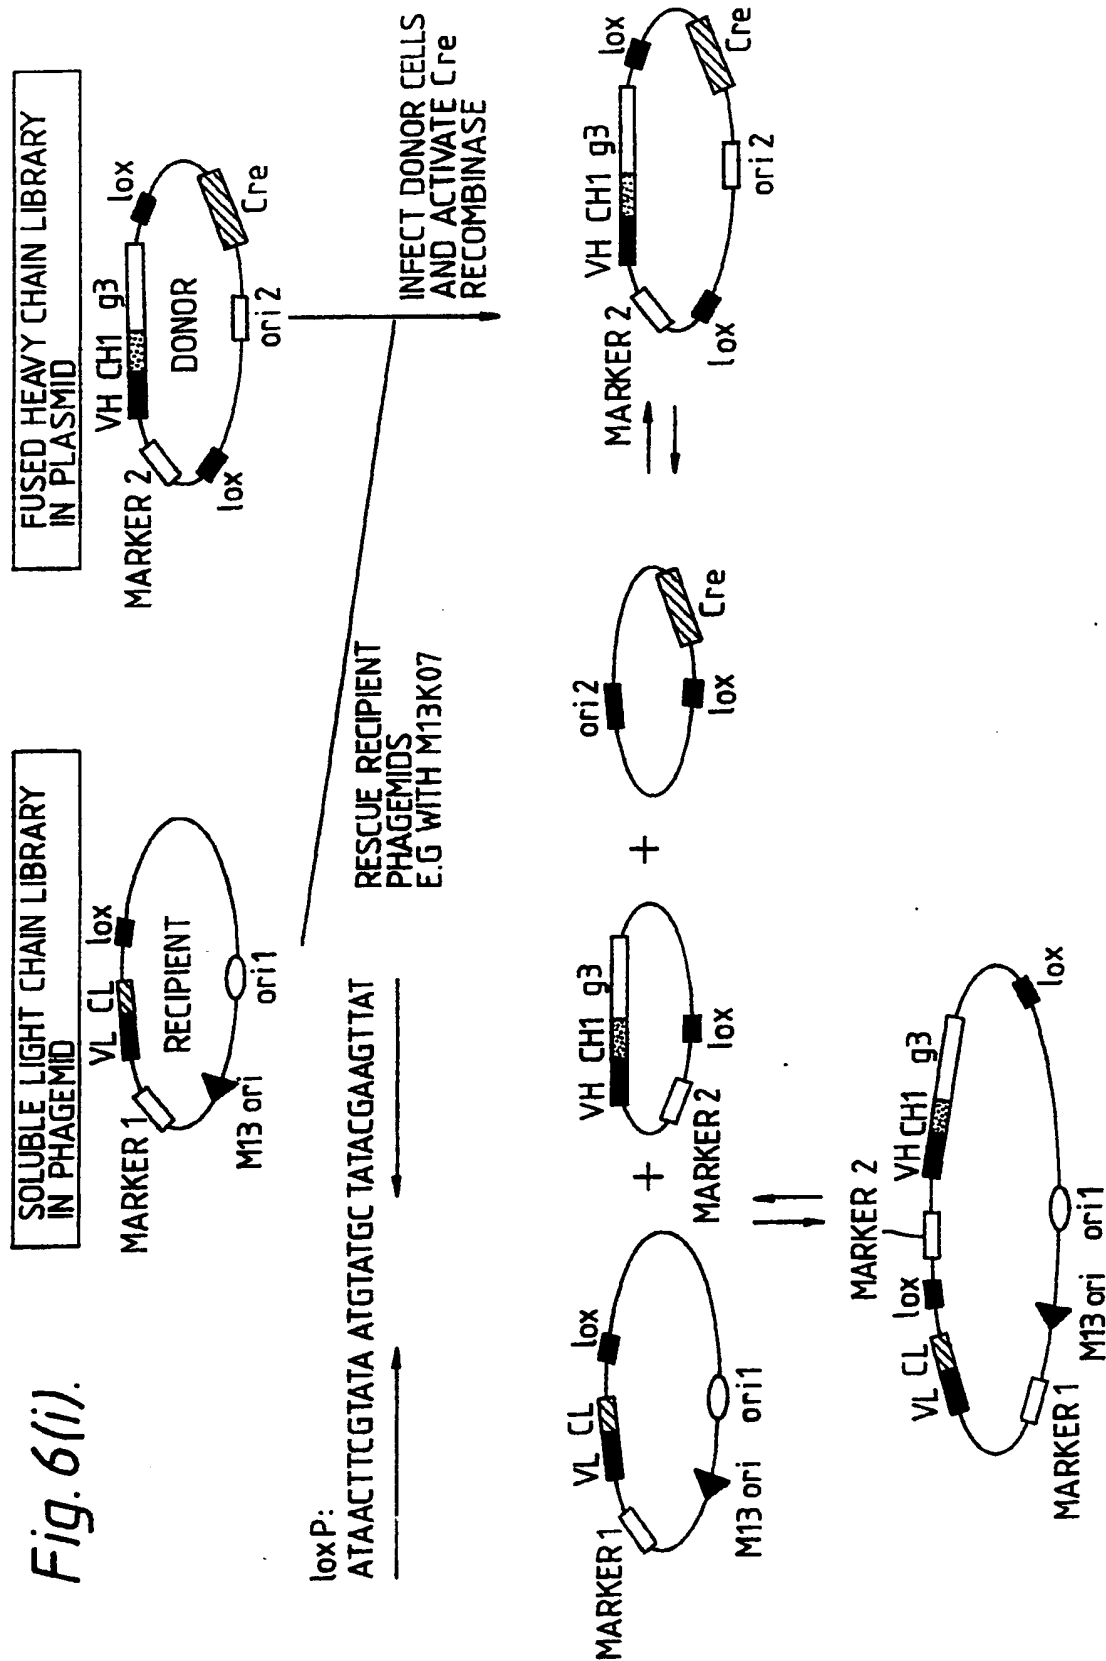 Fig. 6(i).
SOLUBLE LIGHT CHAIN LIBRARY
IN PHAGEMID
FUSED HEAVY CHAIN LIBRARY
IN PLASMID
MARKER 1
VL CL
lox
RECIPIENT
M13 ori
ori1
MARKER 2
VH CH1 g3
lox
DONOR
lox
ori 2
Cre
loxP:
ATAACTTCGTATA ATGTATGC TATACGAAGTTAT
RESCUE RECIPIENT
PHAGEMIDS
E.G WITH M13K07
INFECT DONOR CELLS
AND ACTIVATE Cre
RECOMBINASE
MARKER 1
VL CL
lox
M13 ori
ori1
+
VH CH1 g3
MARKER 2
lox
+
ori 2
lox
Cre
MARKER 2
VH CH1 g3
lox
lox
ori 2
Cre
MARKER 2
VL CL
lox
VH CH1 g3
lox
MARKER 1
M13 ori
ori1